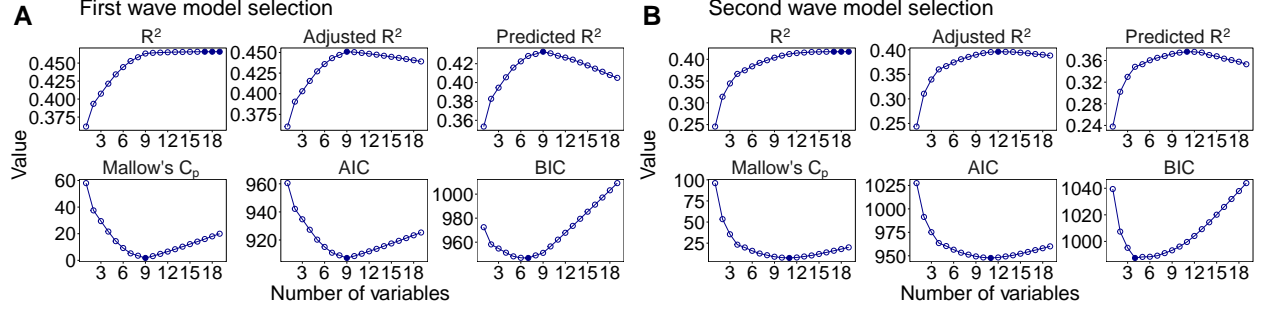 A First wave model selection
R²
Adjusted R²
Predicted R²
0.450
0.425
0.400
0.375
3 6 9 12 15 18
0.450
0.425
0.400
0.375
3 6 9 12 15 18
0.42
0.40
0.38
0.36
3 6 9 12 15 18
Mallow's Cp
AIC
BIC
60
40
20
0
3 6 9 12 15 18
960
940
920
3 6 9 12 15 18
1000
980
960
3 6 9 12 15 18
Value
Number of variables
B Second wave model selection
R²
Adjusted R²
Predicted R²
0.40
0.35
0.30
0.25
3 6 9 12 15 18
0.40
0.35
0.30
0.25
3 6 9 12 15 18
0.36
0.32
0.28
0.24
3 6 9 12 15 18
Mallow's Cp
AIC
BIC
100
75
50
25
3 6 9 12 15 18
1025
1000
975
950
3 6 9 12 15 18
1040
1020
1000
3 6 9 12 15 18
Value
Number of variables